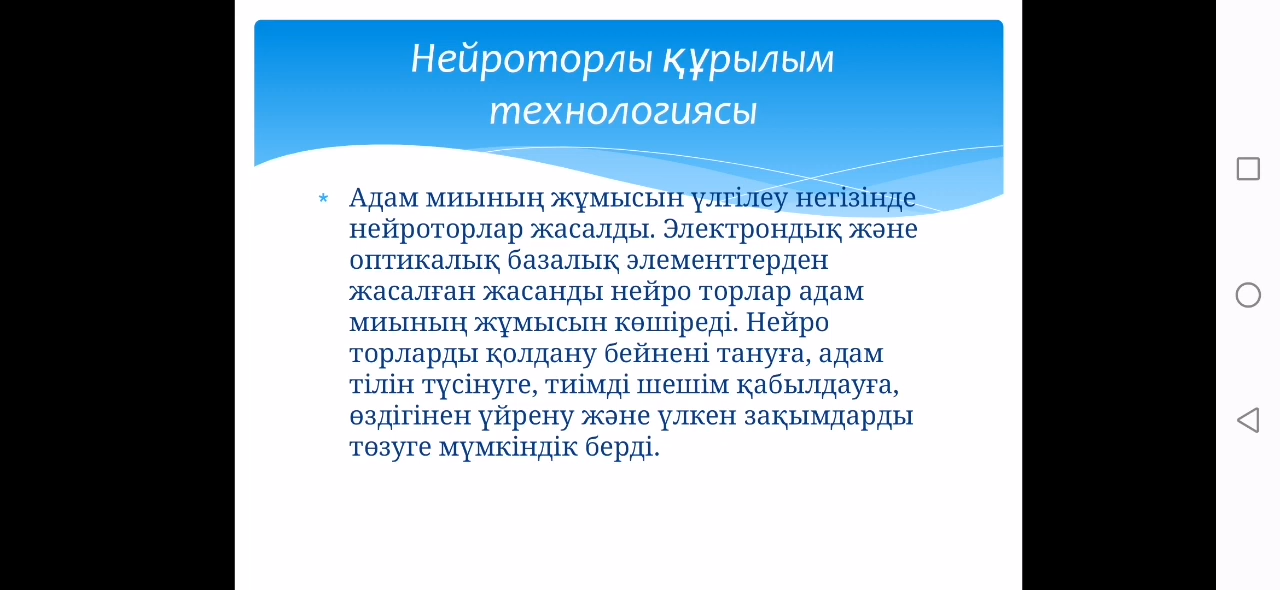 Нейроторлы құрылым
технологиясы
* Адам миының жұмысын үлгілеу негізінде
нейроторлар жасалды. Электрондық және
оптикалық базалық элементтерден
жасалған жасанды нейро торлар адам
миының жұмысын көшіреді. Нейро
торларды қолдану бейнені тануға, адам
тілін түсінуге, тиімді шешім қабылдауға,
өздігінен үйрену және үлкен зақымдарды
төзуге мүмкіндік берді.